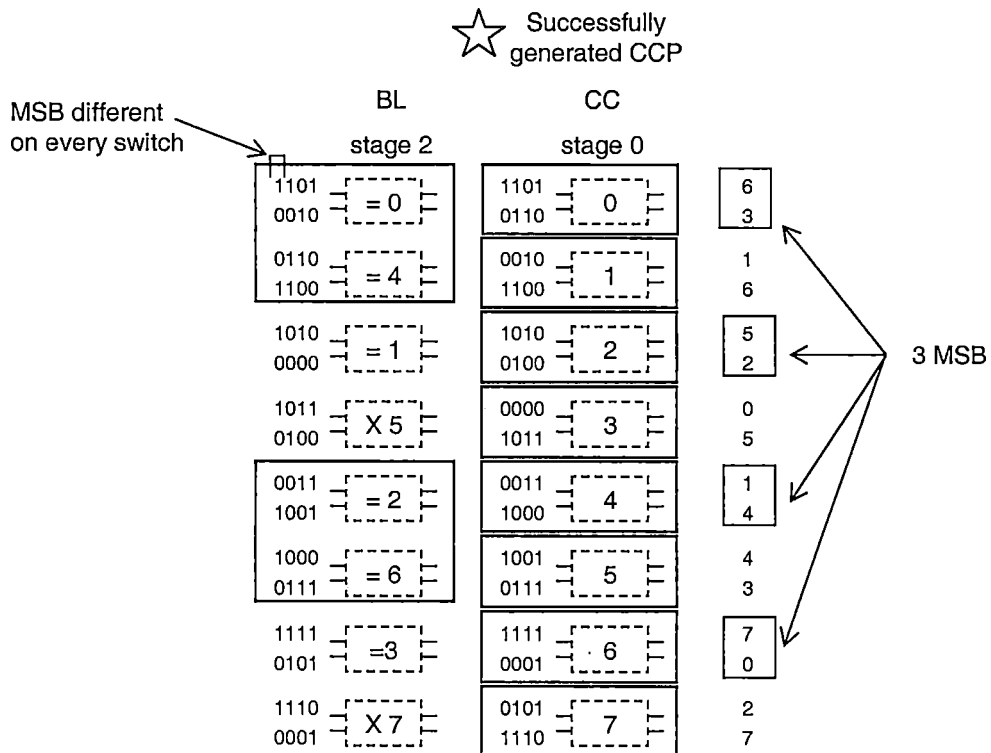 Successfully
generated CCP
MSB different
on every switch
BL CC
stage 2 stage 0
1101 = 0 1101 0 6
0010 0110 3
0110 = 4 0010 1 1
1100 1100 6
1010 = 1 1010 2 5
0000 0100 2
3 MSB
1011 X 5 0000 3 0
0100 1011 5
0011 = 2 0011 4 1
1001 1000 4
1000 = 6 1001 5 4
0111 0111 3
1111 =3 1111 6 7
0101 0001 0
1110 X 7 0101 7 2
0001 1110 7